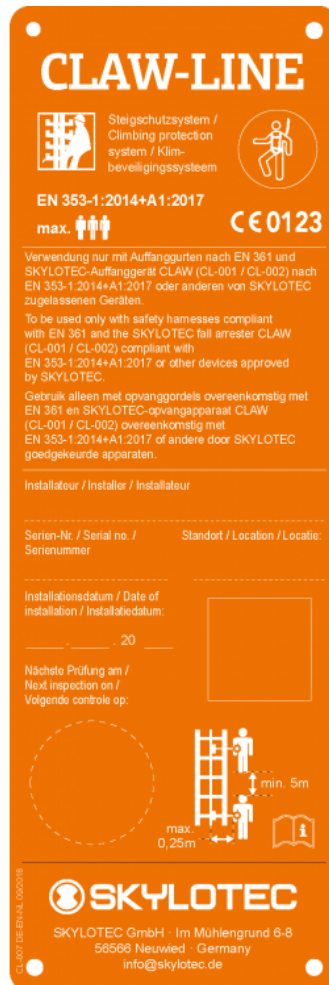 CLAW-LINE
Steigschutzsystem /
Climbing protection
system / Klim-
beveiligingssysteem
EN 353-1:2014+A1:2017
max.
CE 0123
Verwendung nur mit Auffanggurten nach EN 361 und
SKYLOTEC-Auffanggerät CLAW (CL-001 / CL-002) nach
EN 353-1:2014+A1:2017 oder anderen von SKYLOTEC
zugelassenen Geräten.
To be used only with safety harnesses compliant
with EN 361 and the SKYLOTEC fall arrester CLAW
(CL-001 / CL-002) compliant with
EN 353-1:2014+A1:2017 or other devices approved
by SKYLOTEC.
Gebruik alleen met opvanggordels overeenkomstig met
EN 361 en SKYLOTEC-opvangapparaat CLAW
(CL-001 / CL-002) overeenkomstig met
EN 353-1:2014+A1:2017 of andere door SKYLOTEC
goedgekeurde apparaten.
Installateur / Installer / Installateur
Serien-Nr. / Serial no. /
Serienummer
Standort / Location / Locatie:
Installationsdatum / Date of
installation / Installatiedatum:
_____ . _____ . 20 ____
Nächste Prüfung am /
Next inspection on /
Volgende controle op:
min. 5m
max.
0,25m
i
CL-007 DE-EN-NL 09/2018
SKYLOTEC
SKYLOTEC GmbH · Im Mühlengrund 6-8
56566 Neuwied · Germany
info@skylotec.de